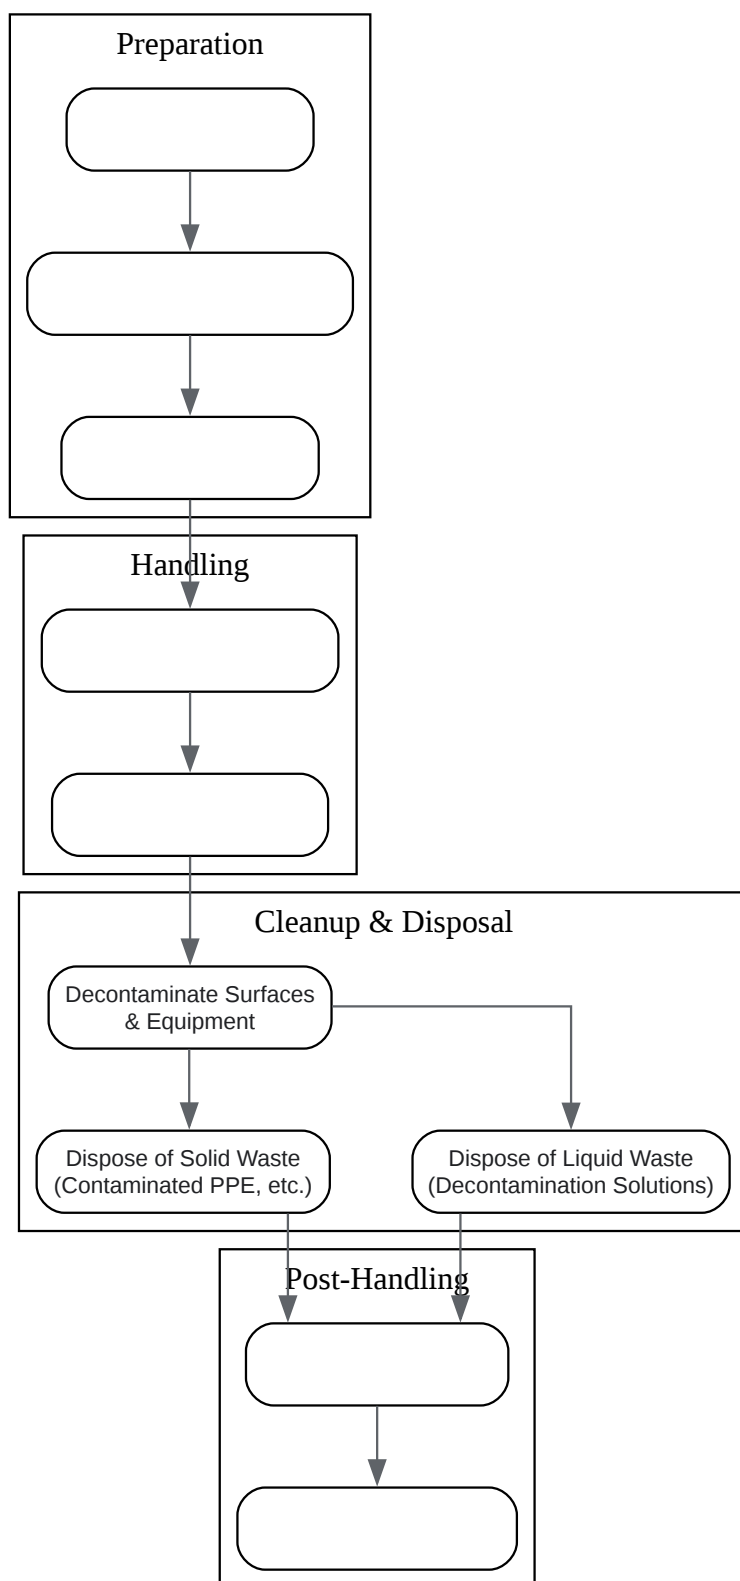 Preparation
Handling
Cleanup & Disposal
Decontaminate Surfaces
& Equipment
Dispose of Solid Waste
(Contaminated PPE, etc.)
Dispose of Liquid Waste
(Decontamination Solutions)
Post-Handling